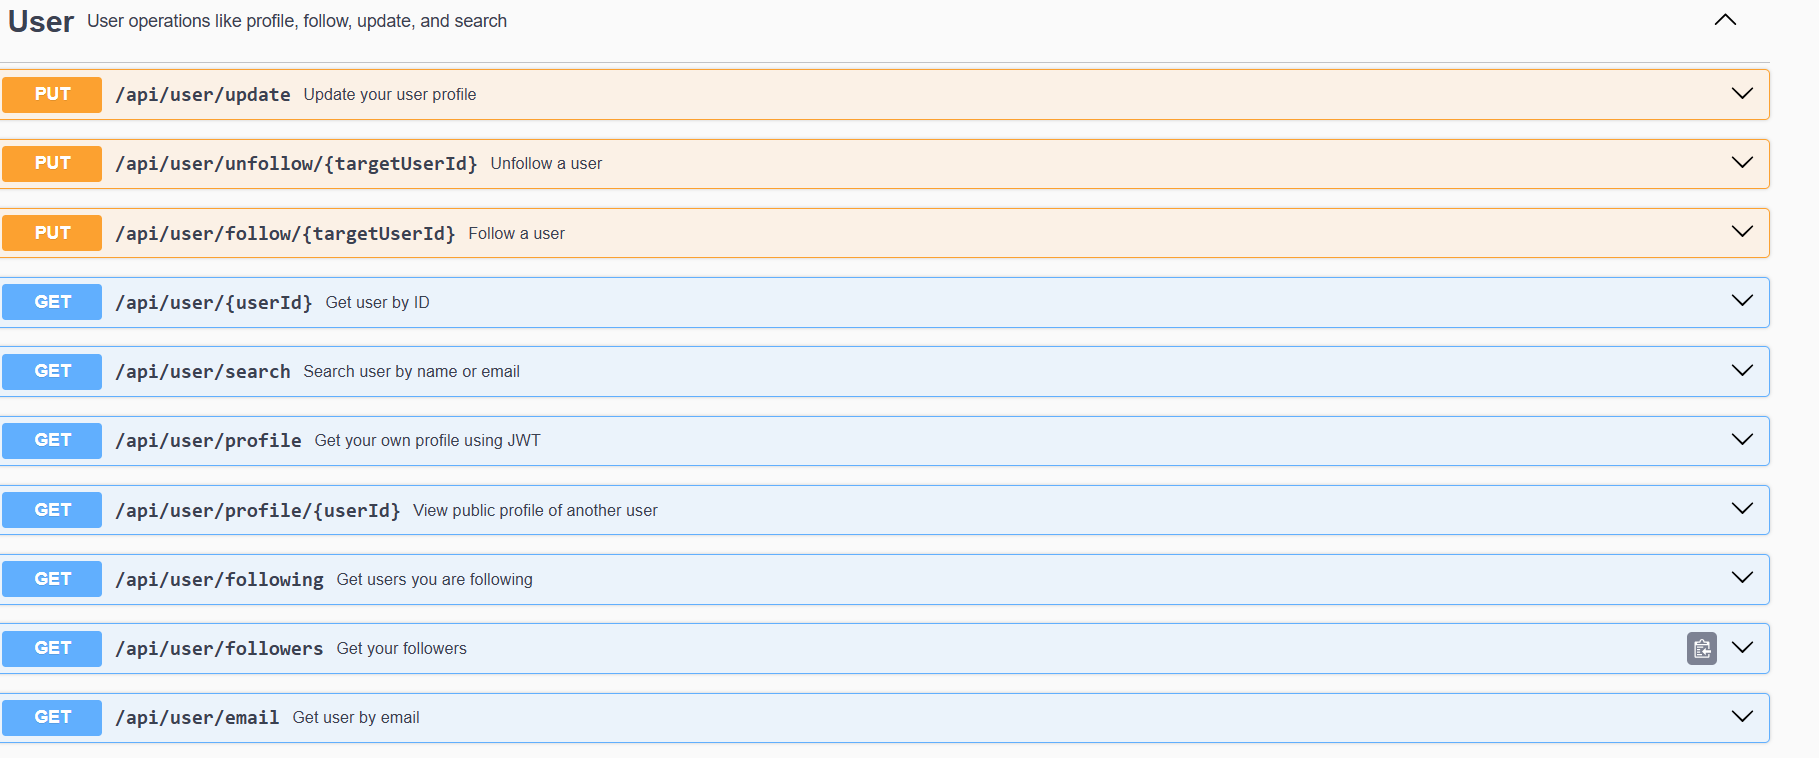 User User operations like profile, follow, update, and search
PUT /api/user/update Update your user profile
PUT /api/user/unfollow/{targetUserId} Unfollow a user
PUT /api/user/follow/{targetUserId} Follow a user
GET /api/user/{userId} Get user by ID
GET /api/user/search Search user by name or email
GET /api/user/profile Get your own profile using JWT
GET /api/user/profile/{userId} View public profile of another user
GET /api/user/following Get users you are following
GET /api/user/followers Get your followers
GET /api/user/email Get user by email